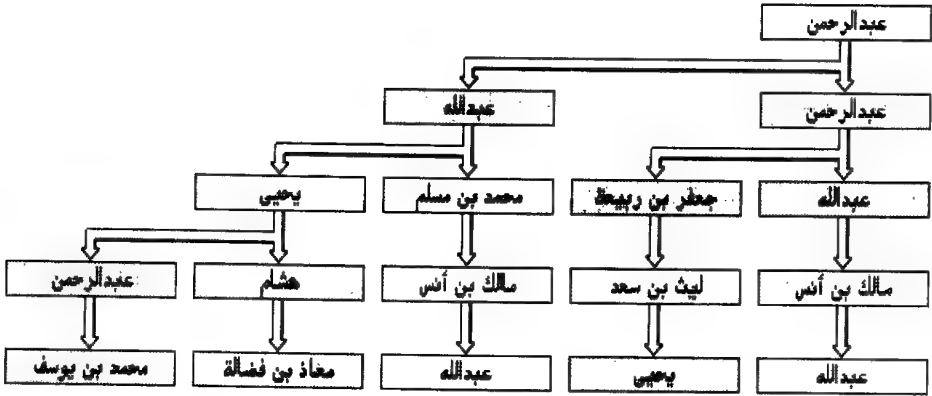 عبدالرحمن
عبدالرحمن
عبدالله
عبدالله
جعفر بن ربيعة
محمد بن مسلم
يحيى
مالك بن أنس
ليث بن سعد
مالك بن أنس
هشام
عبدالرحمن
عبدالله
يحيى
عبدالله
معاذ بن فضالة
محمد بن يوسف